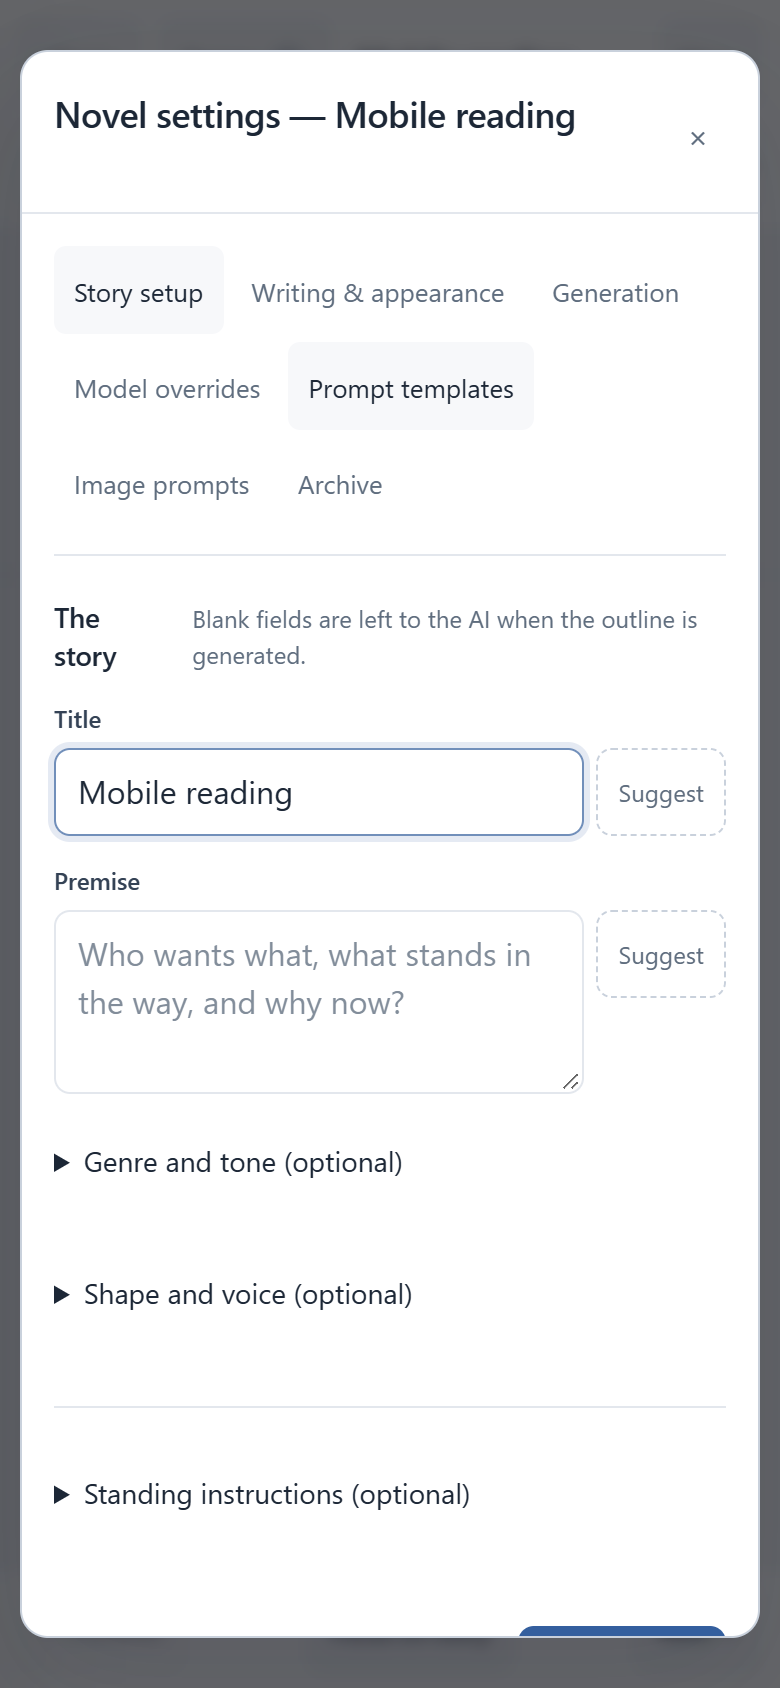 Novel settings — Mobile reading
×
Story setup
Writing & appearance
Generation
Model overrides
Prompt templates
Image prompts
Archive
The story
Blank fields are left to the AI when the outline is
generated.
Title
Mobile reading
Suggest
Premise
Who wants what, what stands in
the way, and why now?
Suggest
Genre and tone (optional)
Shape and voice (optional)
Standing instructions (optional)